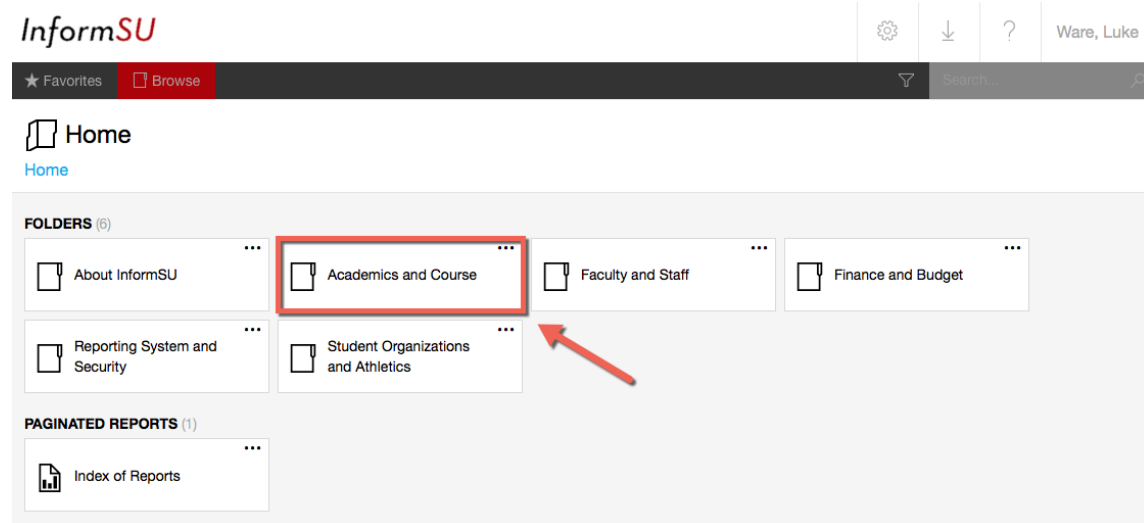 InformSU
Ware, Luke
Favorites
Browse
Search...
Home
Home
FOLDERS (6)
About InformSU
Academics and Course
Faculty and Staff
Finance and Budget
Reporting System and
Security
Student Organizations
and Athletics
PAGINATED REPORTS (1)
Index of Reports